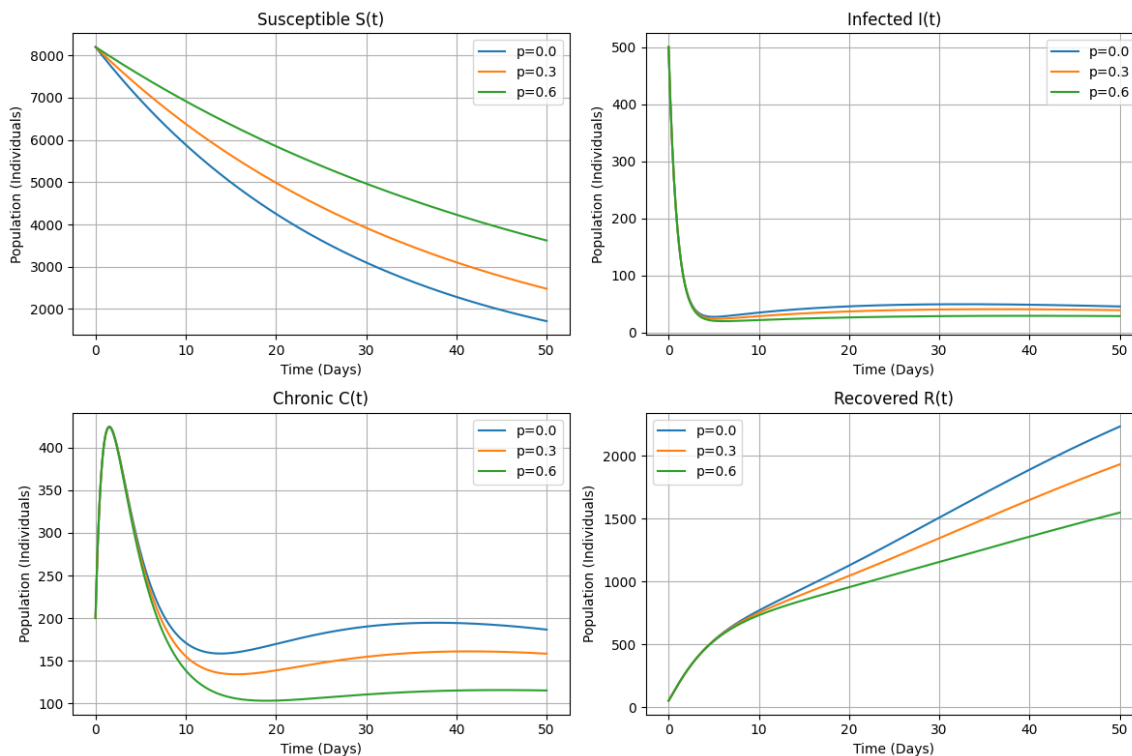 Susceptible S(t)
Population (Individuals)
8000
7000
6000
5000
4000
3000
2000
p=0.0
p=0.3
p=0.6
0
10
20
30
40
50
Time (Days)
Infected I(t)
Population (Individuals)
500
400
300
200
100
0
p=0.0
p=0.3
p=0.6
0
10
20
30
40
50
Time (Days)
Chronic C(t)
Population (Individuals)
400
350
300
250
200
150
100
p=0.0
p=0.3
p=0.6
0
10
20
30
40
50
Time (Days)
Recovered R(t)
Population (Individuals)
2000
1500
1000
500
0
p=0.0
p=0.3
p=0.6
0
10
20
30
40
50
Time (Days)